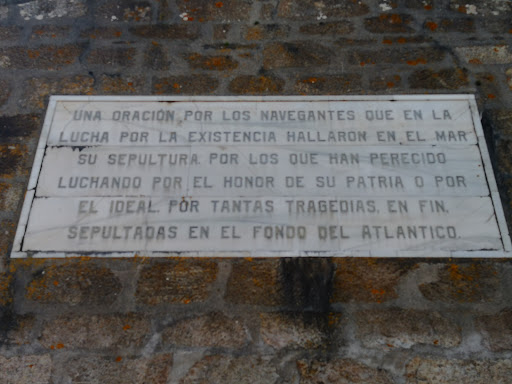 UNA ORACIÓN, POR LOS NAVEGANTES QUE EN LA
LUCHA POR LA EXISTENCIA HALLARÓN EN EL MAR
SU SEPULTURA. POR LOS QUE HAN PERECIDO
LUCHANDO POR EL HONOR DE SU PATRIA O POR
EL IDEAL. POR TANTAS TRAGEDIAS, EN FIN,
SEPULTADAS EN EL FONDO DEL ATLANTICO.